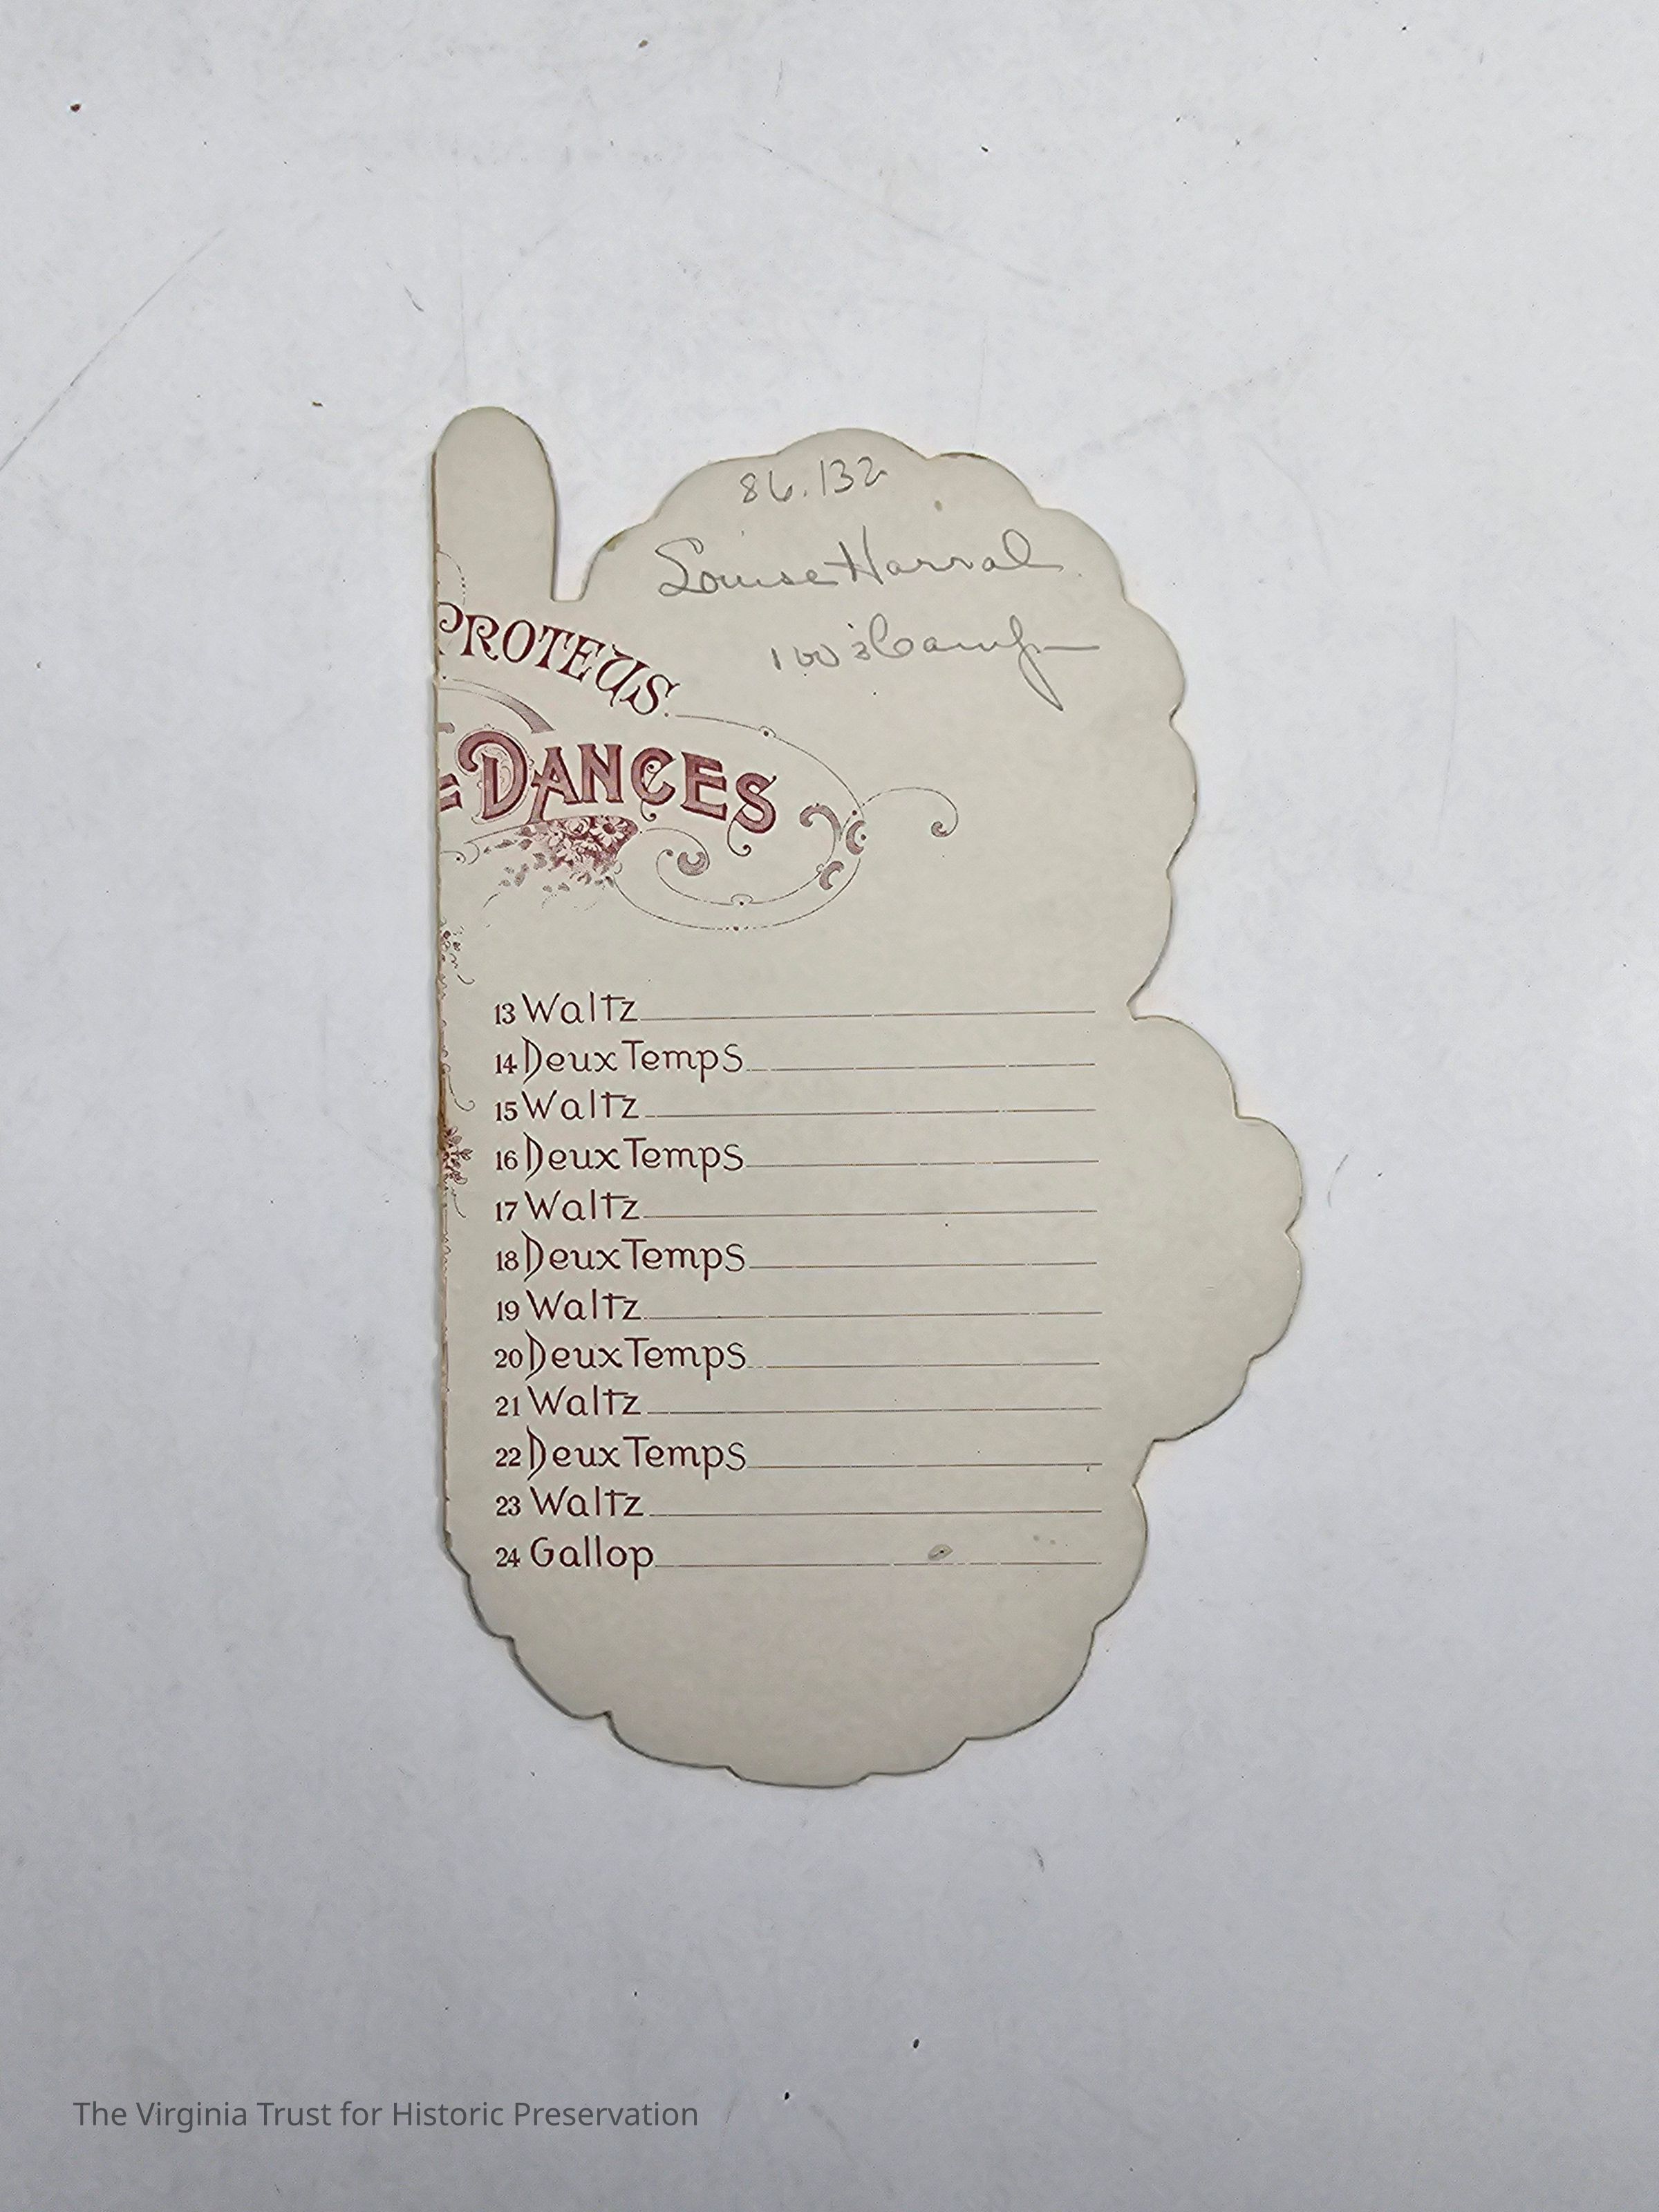 86.132
Louise Harral
1003 Camp
PROTEUS.
DANCES
13 Waltz
14 Deux Temps
15 Waltz
16 Deux Temps
17 Waltz
18 Deux Temps
19 Waltz
20 Deux Temps
21 Waltz
22 Deux Temps
23 Waltz
24 Gallop
The Virginia Trust for Historic Preservation